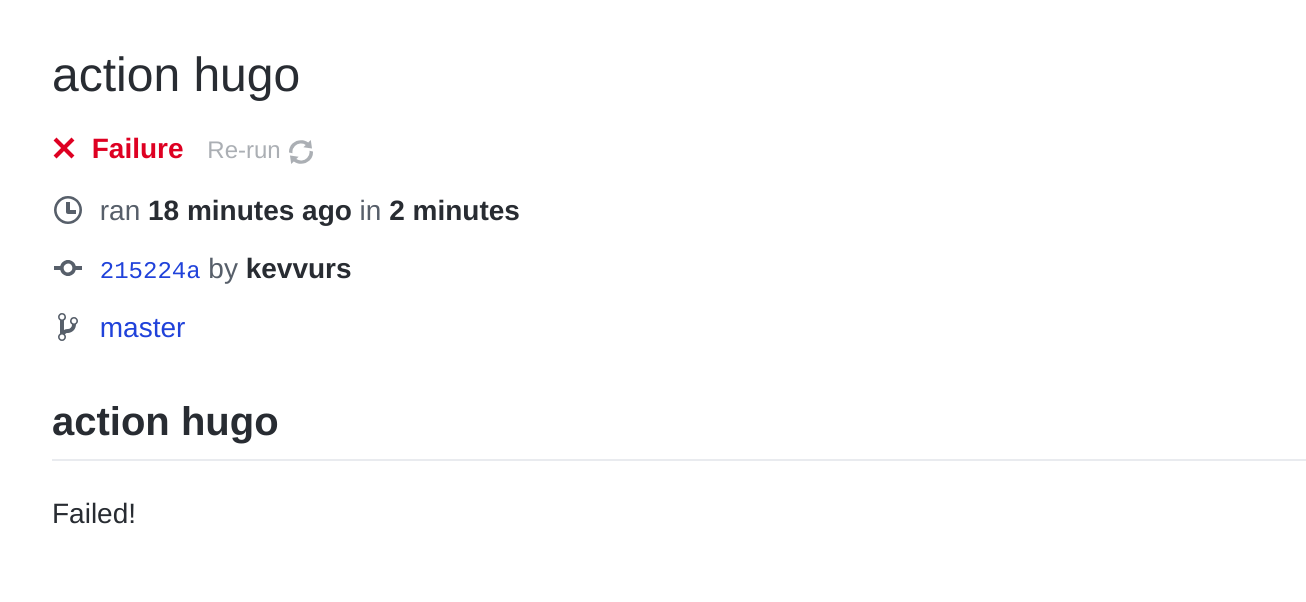 action hugo
Failure Re-run
ran 18 minutes ago in 2 minutes
215224a by kevvurs
master
action hugo
Failed!